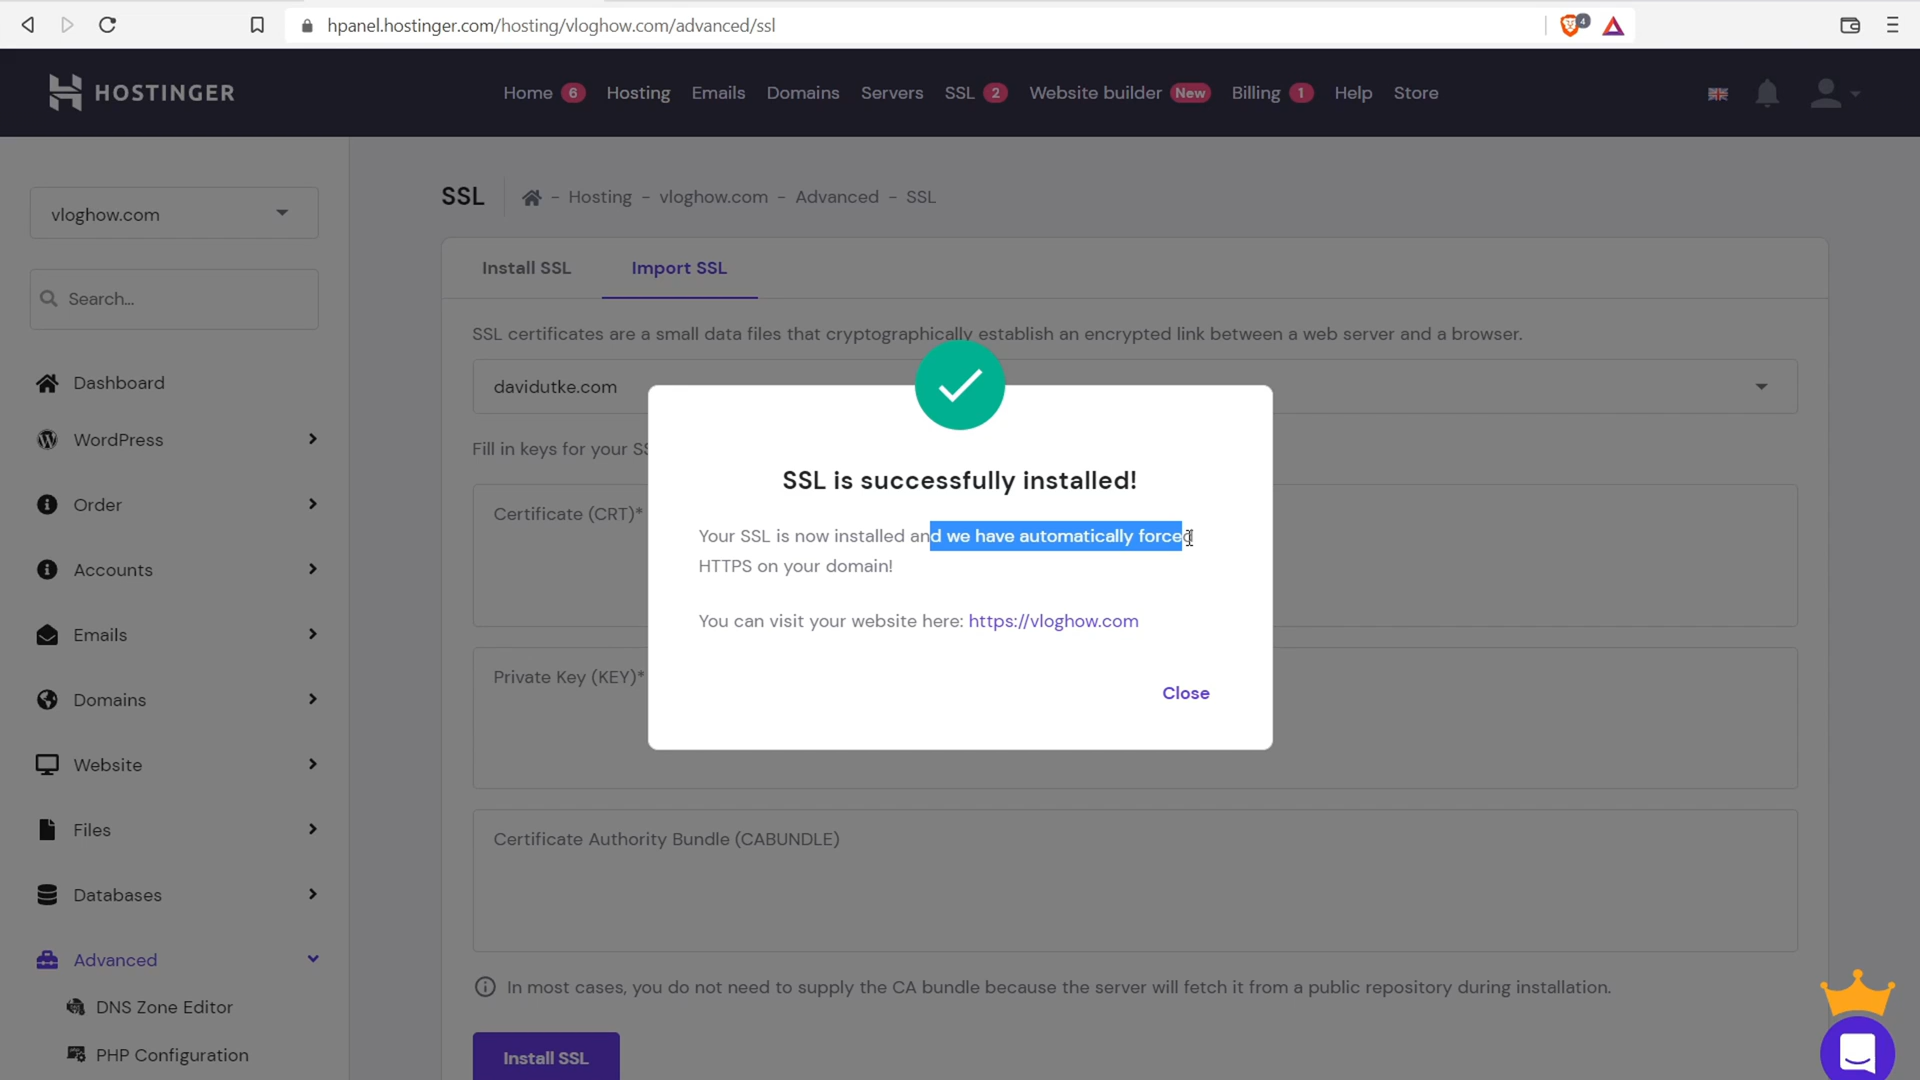 hpanel.hostinger.com/hosting/vloghow.com/advanced/ssl
4
HOSTINGER
Home 6 Hosting Emails Domains Servers SSL 2 Website builder New Billing 1 Help Store
vloghow.com
Search...
Dashboard
WordPress
Order
Accounts
Emails
Domains
Website
Files
Databases
Advanced
DNS Zone Editor
PHP Configuration
SSL
- Hosting - vloghow.com - Advanced - SSL
Install SSL Import SSL
SSL certificates are a small data files that cryptographically establish an encrypted link between a web server and a browser.
davidutke.com
Fill in keys for your
Certificate (CRT)*
Private Key (KEY)*
Certificate Authority Bundle (CABUNDLE)
In most cases, you do not need to supply the CA bundle because the server will fetch it from a public repository during installation.
Install SSL
SSL is successfully installed!
Your SSL is now installed and we have automatically forced
HTTPS on your domain!
You can visit your website here: https://vloghow.com
Close